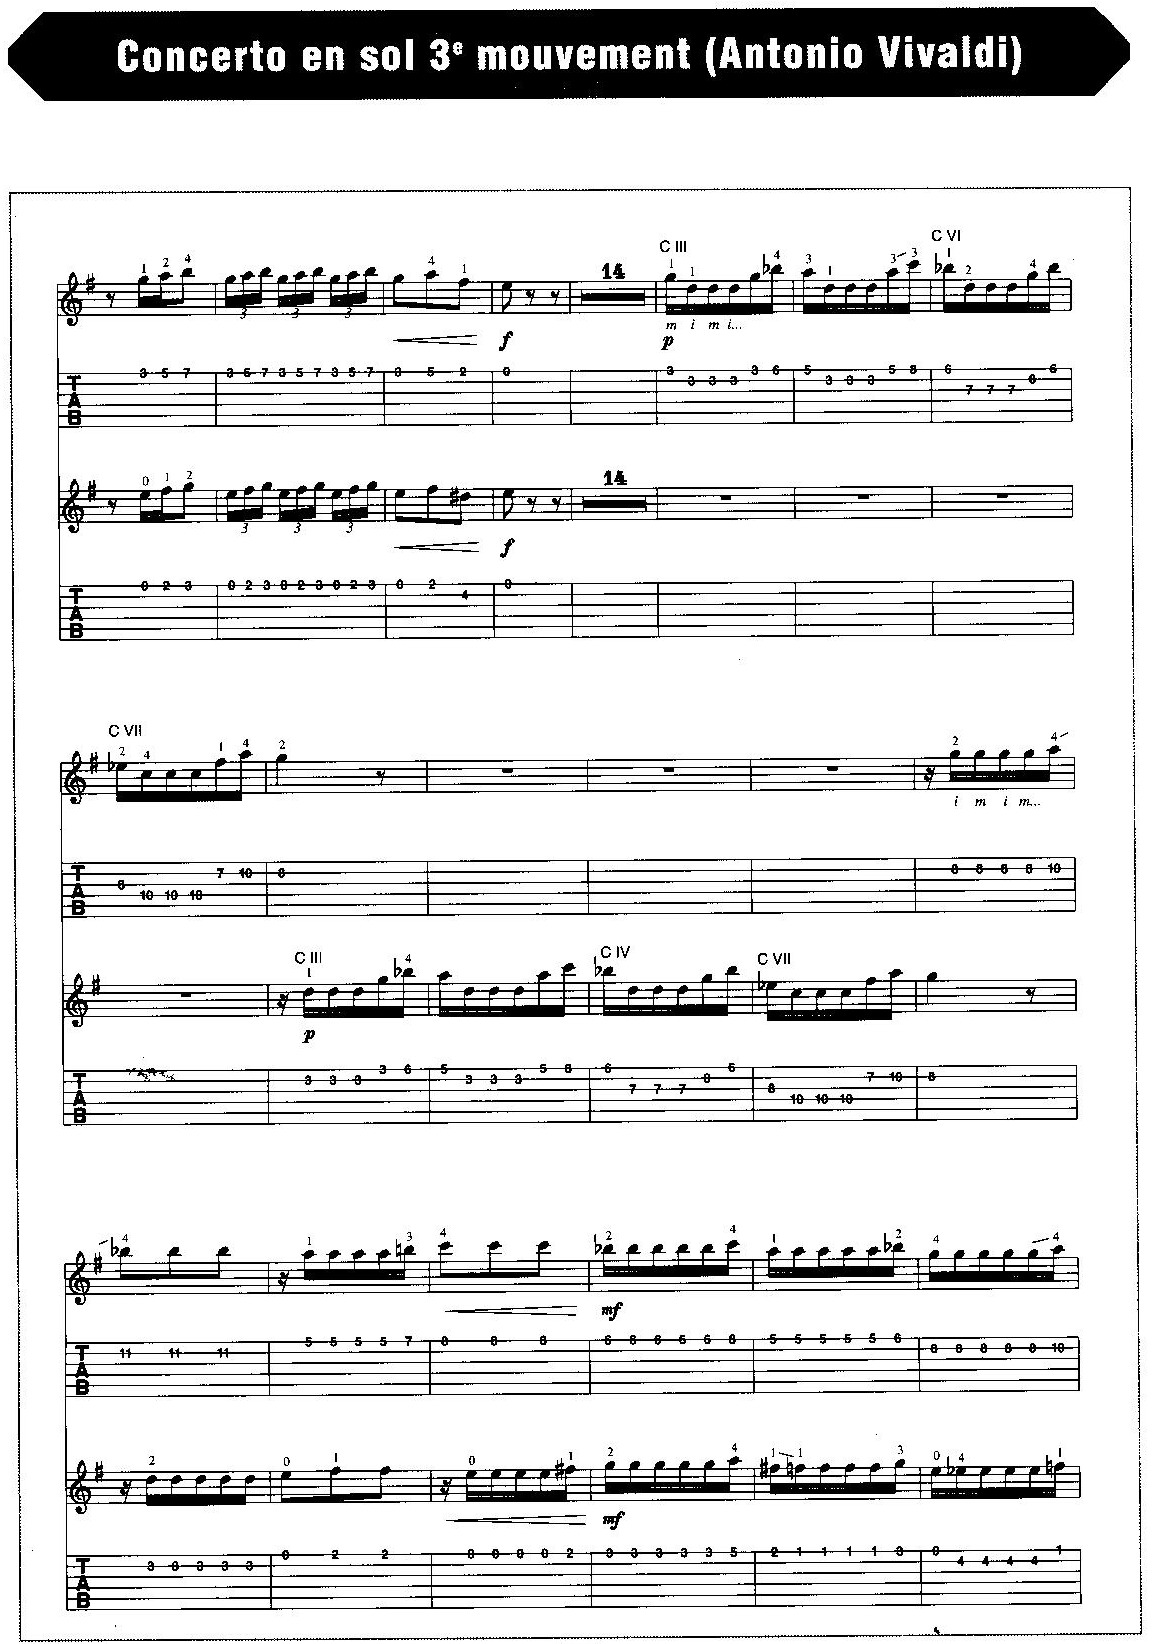 Concerto en sol 3e mouvement (Antonio Vivaldi)
C III
C VI
1 2 4
4 1
1 1 4
3 1 3 3
1 2 4
14
3 3 3
m i m i...
f
p
T A B
3 5 7
3 5 7 3 5 7 3 5 7
3 5 2
0
3 3 3 3 3 6
5 3 3 3 5 8
6 7 7 7 8 6
0 1 2
14
3 3 3
f
T A B
0 2 3
0 2 3 0 2 3 0 2 3
0 2 4
0
C VII
2 4 1 4
2
2 4
i m i m...
T A B
8 10 10 10 7 10
8
8 8 8 8 10
C III
C IV
C VII
1 4
p
T A B
3 3 3 3 6
5 3 3 3 5 8
6 7 7 7 8 6
8 10 10 10 7 10
8
4
1 3
4
1 4
1 2
4 4
mf
T A B
11 11 11
5 5 5 5 7
8 8 8
6 6 6 6 6 8
5 5 5 5 5 6
8 8 8 8 8 10
2
0 1
0 1
2 4
1 1 3
0 4 1
mf
T A B
3 3 3 3 3
0 2 2
0 0 0 0 2
3 3 3 3 3 5
2 1 1 1 1 3
0 4 4 4 4 1